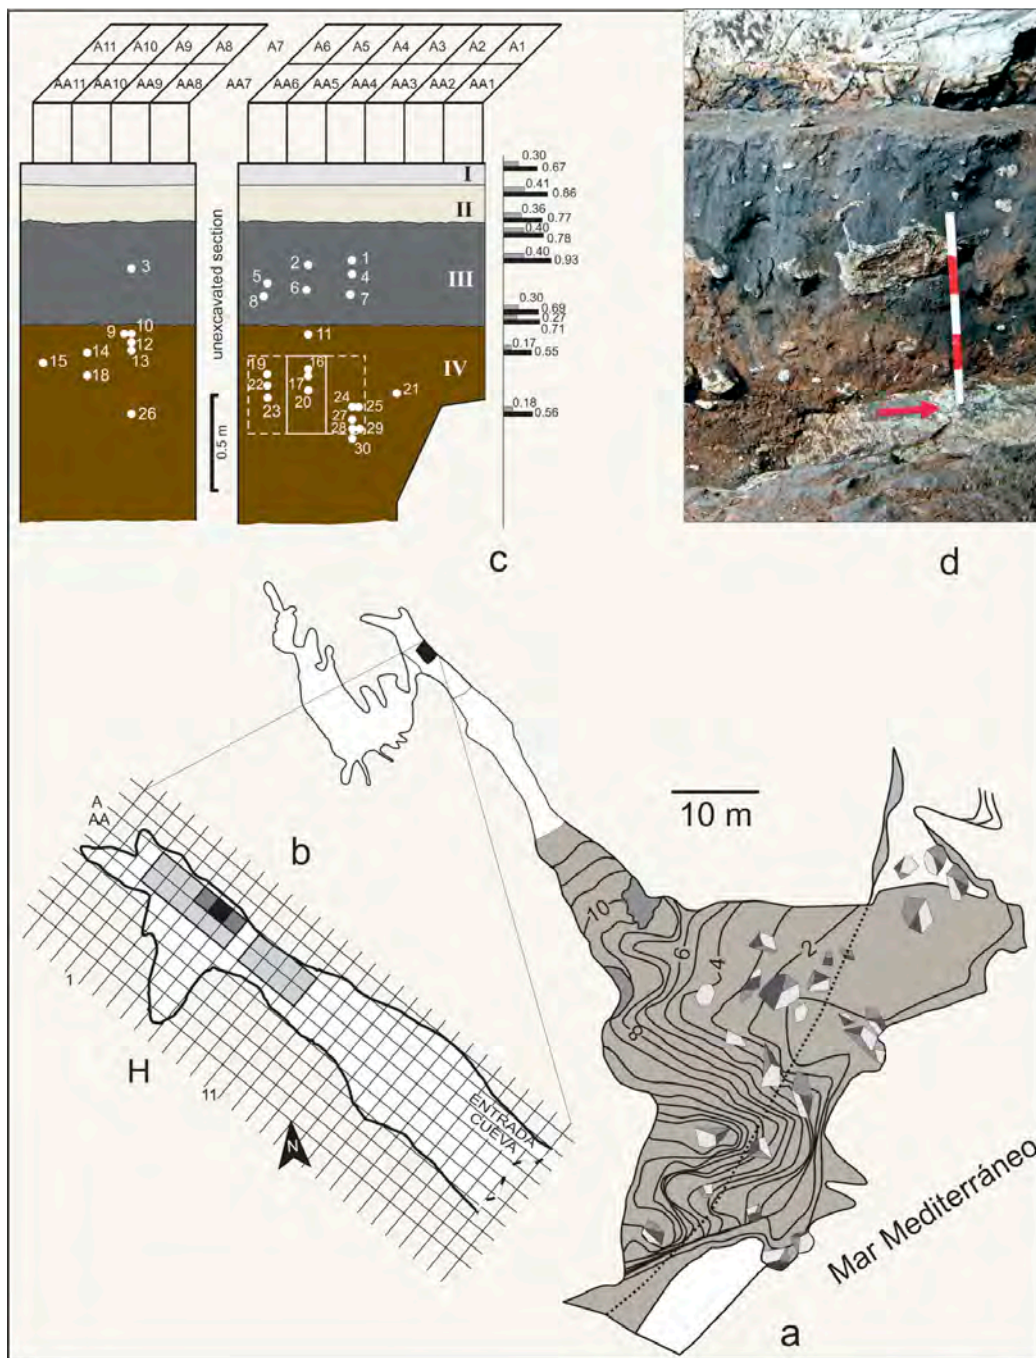 A11 A10 A9 A8 A7 A6 A5 A4 A3 A2 A1
AA11 AA10 AA9 AA8 AA7 AA6 AA5 AA4 AA3 AA2 AA1
I
II
III
IV
unexcavated section
0.5 m
3
2
1
4
5
6
7
8
9
10
11
12
13
14
15
16
17
18
19
20
21
22
23
24
25
26
27
28
29
30
0.30
0.67
0.41
0.86
0.36
0.77
0.40
0.78
0.40
0.93
0.30
0.69
0.27
0.71
0.17
0.55
0.18
0.56
c
d
A
AA
b
1
H
11
N
ENTRADA
CUEVA
10 m
10
8
6
4
2
Mar Mediterráneo
a